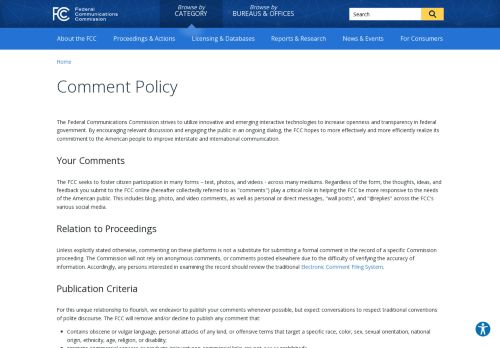 FCC
Federal
Communications
Commission
Browse by
CATEGORY
Browse by
BUREAUS & OFFICES
Search
About the FCC
Proceedings & Actions
Licensing & Databases
Reports & Research
News & Events
For Consumers
Home
Comment Policy
The Federal Communications Commission strives to utilize innovative and emerging interactive technologies to increase openness and transparency in federal
government. By encouraging relevant discussion and engaging the public in an ongoing dialog, the FCC hopes to more effectively and more efficiently realize its
commitment to the American people to improve interstate and international communication.
Your Comments
The FCC seeks to foster citizen participation in many forms – text, photos, and videos - across many mediums. Regardless of the form, the thoughts, ideas, and
feedback you submit to the FCC online (hereafter collectively referred to as "comments") play a critical role in helping the FCC be more responsive to the needs
of the American public. This includes blog, photo, and video comments, as well as personal or direct messages, "wall posts", and "@replies" across the FCC's
various social media.
Relation to Proceedings
Unless explicitly stated otherwise, commenting on these platforms is not a substitute for submitting a formal comment in the record of a specific Commission
proceeding. The Commission will not rely on anonymous comments, or comments posted elsewhere due to the difficulty of verifying the accuracy of
information. Accordingly, any persons interested in examining the record should review the traditional Electronic Comment Filing System.
Publication Criteria
For this unique relationship to flourish, we endeavor to publish your comments whenever possible, but expect conversations to respect traditional conventions
of polite discourse. The FCC will remove and/or decline to publish any comment that:
• Contains obscene or vulgar language, personal attacks of any kind, or offensive terms that target a specific race, color, sex, sexual orientation, national
origin, ethnicity, age, religion, or disability;